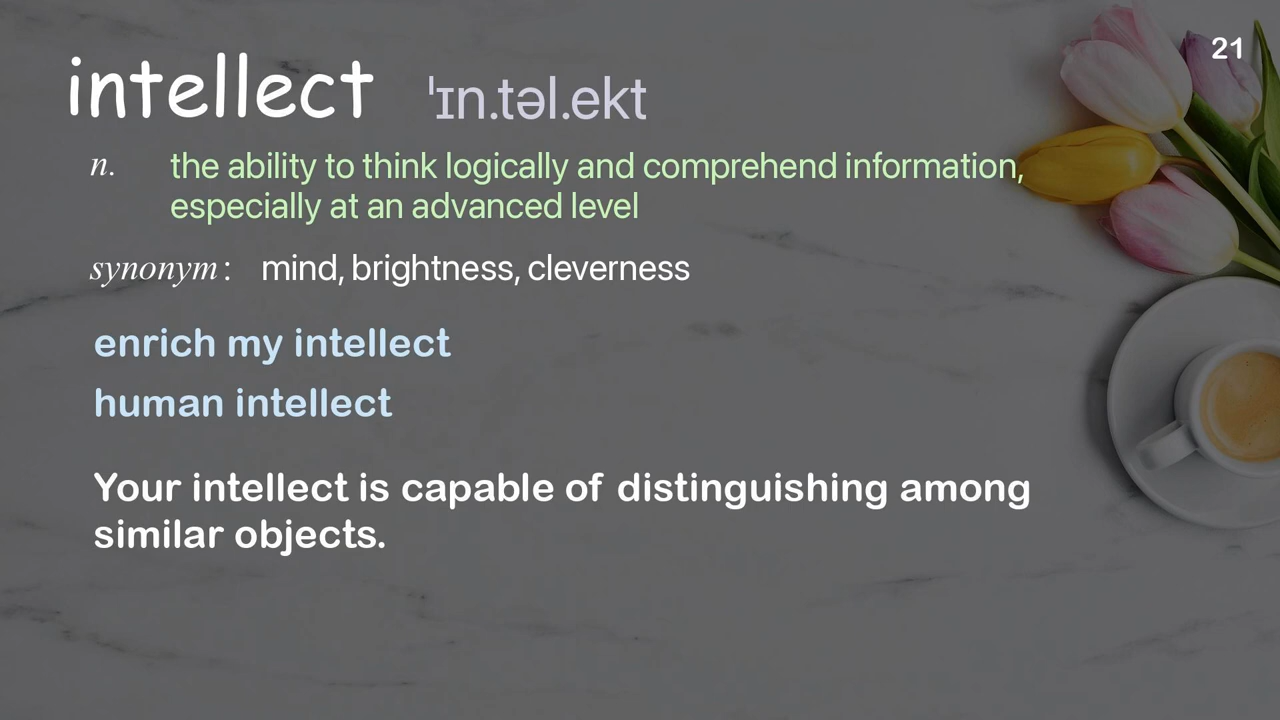 21
intellect ˈɪn.təl.ekt
n. the ability to think logically and comprehend information,
especially at an advanced level
synonym: mind, brightness, cleverness
enrich my intellect
human intellect
Your intellect is capable of distinguishing among
similar objects.